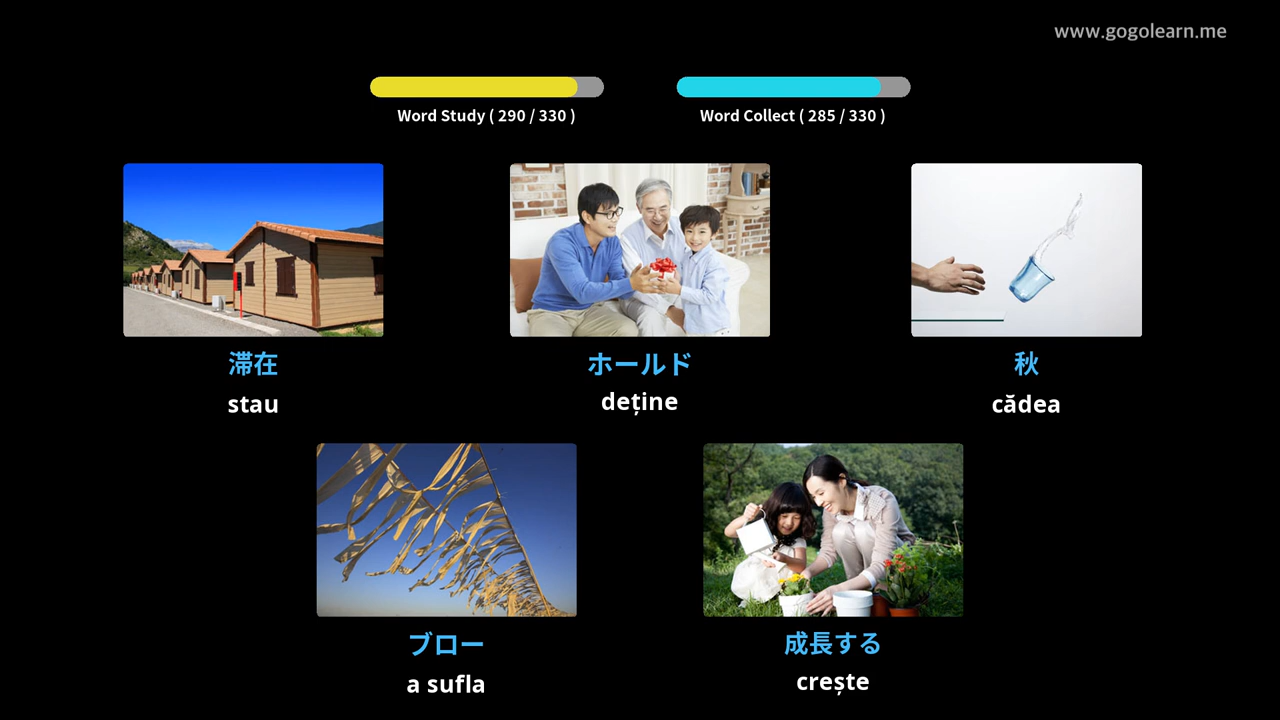 www.gogolearn.me
Word Study ( 290 / 330 )
Word Collect ( 285 / 330 )
滞在
stau
ホールド
deține
秋
cădea
ブロー
a sufla
成長する
crește